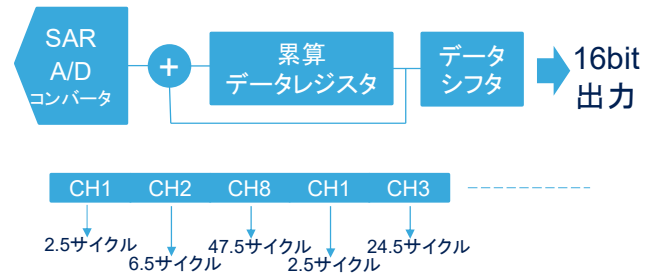 SAR
A/D
コンバータ
+
累算
データレジスタ
データ
シフタ
16bit
出力
CH1 CH2 CH8 CH1 CH3
2.5サイクル 6.5サイクル 47.5サイクル 2.5サイクル 24.5サイクル